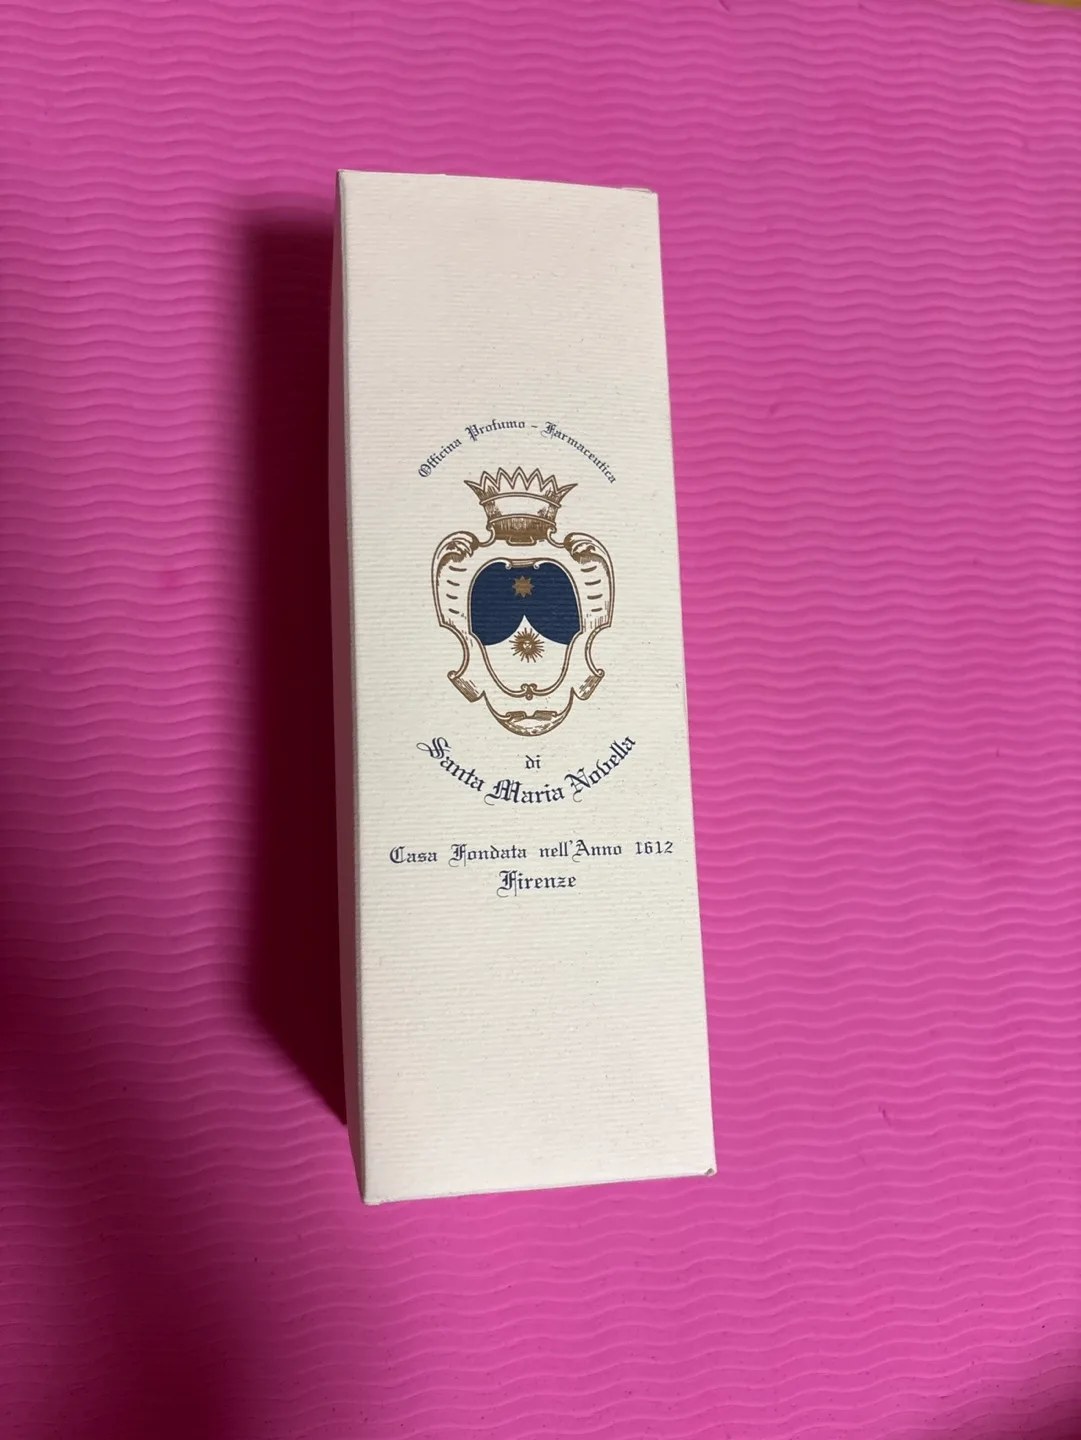 Officina Profumo - Farmaceutica
di
Santa Maria Novella
Casa Fondata nell'Anno 1612
Firenze